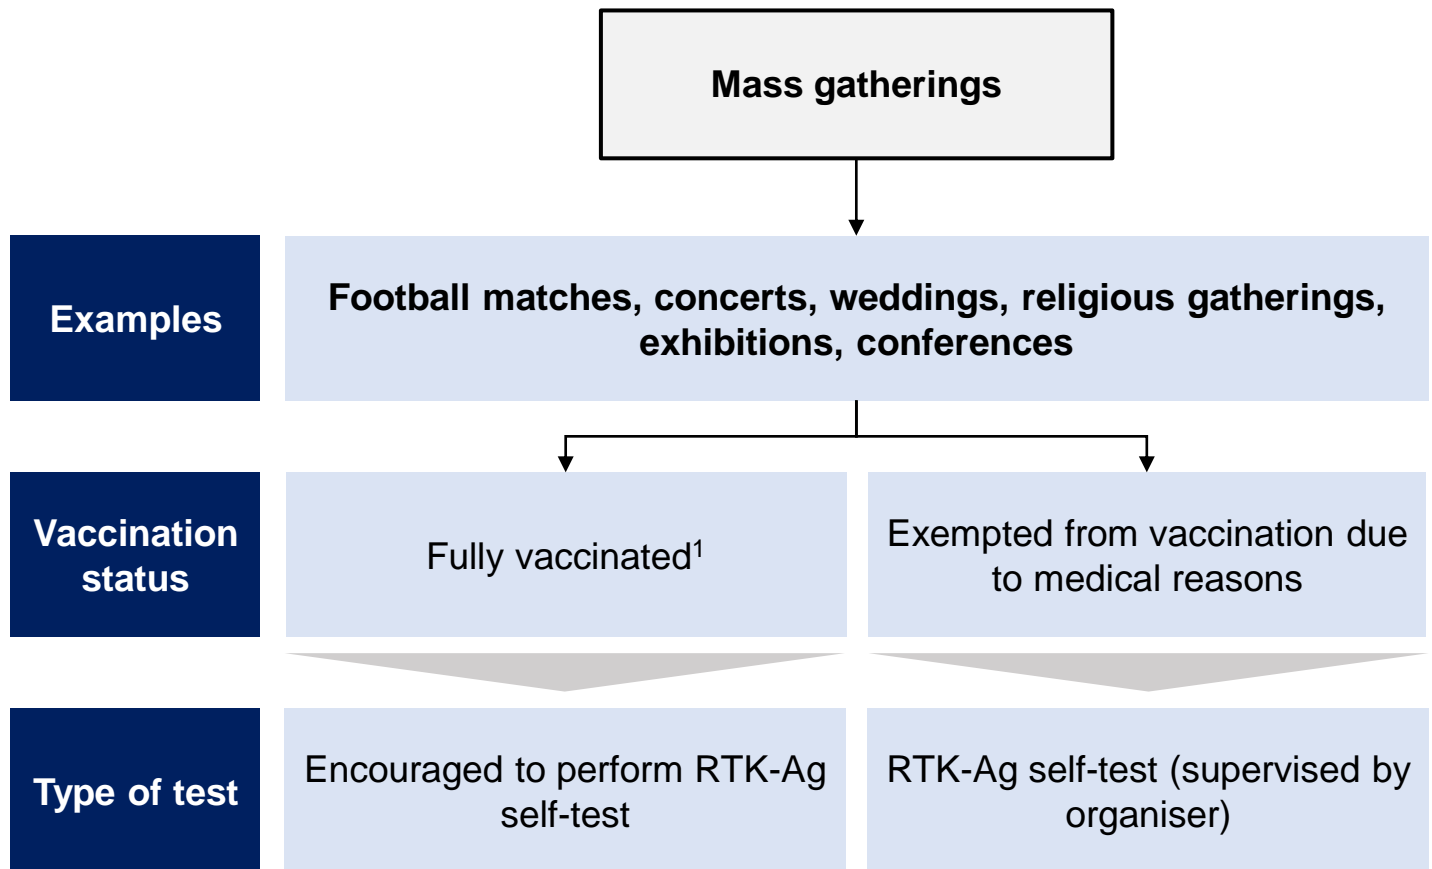 Mass gatherings
Examples
Football matches, concerts, weddings, religious gatherings,
exhibitions, conferences
Vaccination
status
Fully vaccinated¹
Exempted from vaccination due
to medical reasons
Type of test
Encouraged to perform RTK-Ag
self-test
RTK-Ag self-test (supervised by
organiser)